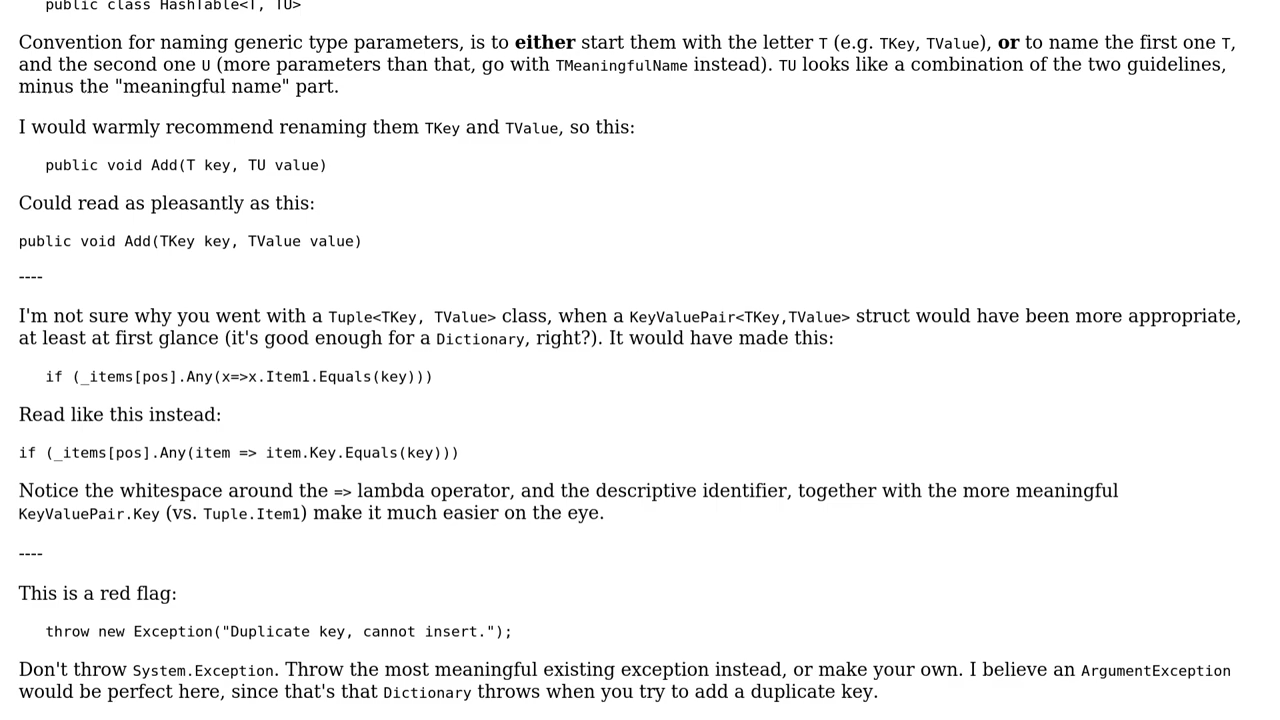 public class HashTable<T, TU>
Convention for naming generic type parameters, is to either start them with the letter T (e.g. TKey, TValue), or to name the first one T,
and the second one U (more parameters than that, go with TMeaningfulName instead). TU looks like a combination of the two guidelines,
minus the "meaningful name" part.
I would warmly recommend renaming them TKey and TValue, so this:
public void Add(T key, TU value)
Could read as pleasantly as this:
public void Add(TKey key, TValue value)
----
I'm not sure why you went with a Tuple<TKey, TValue> class, when a KeyValuePair<TKey,TValue> struct would have been more appropriate,
at least at first glance (it's good enough for a Dictionary, right?). It would have made this:
if (_items[pos].Any(x=>x.Item1.Equals(key)))
Read like this instead:
if (_items[pos].Any(item => item.Key.Equals(key)))
Notice the whitespace around the => lambda operator, and the descriptive identifier, together with the more meaningful
KeyValuePair.Key (vs. Tuple.Item1) make it much easier on the eye.
----
This is a red flag:
throw new Exception("Duplicate key, cannot insert.");
Don't throw System.Exception. Throw the most meaningful existing exception instead, or make your own. I believe an ArgumentException
would be perfect here, since that's that Dictionary throws when you try to add a duplicate key.